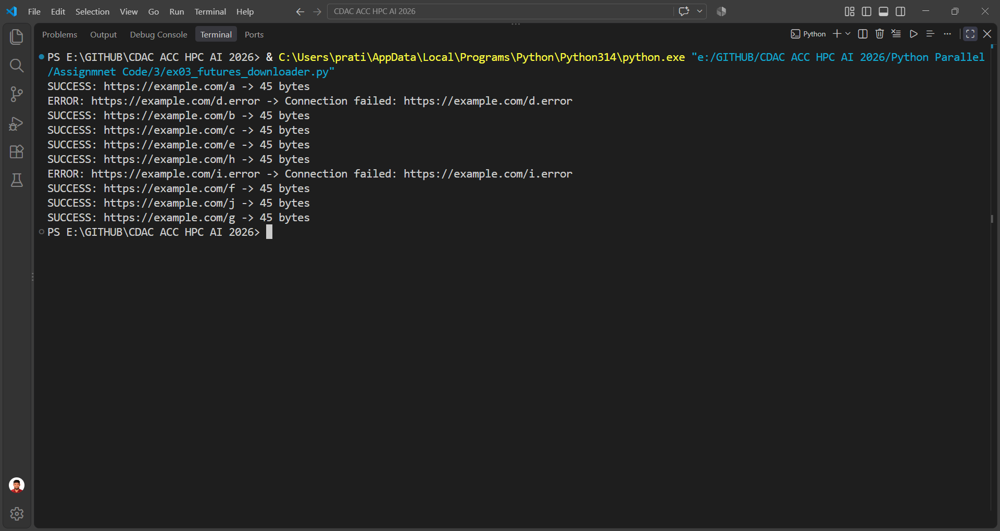 File Edit Selection View Go Run Terminal Help
CDAC ACC HPC AI 2026
Problems Output Debug Console Terminal Ports
Python
PS E:\GITHUB\CDAC ACC HPC AI 2026> & C:\Users\prati\AppData\Local\Programs\Python\Python314\python.exe "e:/GITHUB/CDAC ACC HPC AI 2026/Python Parallel
/Assignmnet Code/3/ex03_futures_downloader.py"
SUCCESS: https://example.com/a -> 45 bytes
ERROR: https://example.com/d.error -> Connection failed: https://example.com/d.error
SUCCESS: https://example.com/b -> 45 bytes
SUCCESS: https://example.com/c -> 45 bytes
SUCCESS: https://example.com/e -> 45 bytes
SUCCESS: https://example.com/h -> 45 bytes
ERROR: https://example.com/i.error -> Connection failed: https://example.com/i.error
SUCCESS: https://example.com/f -> 45 bytes
SUCCESS: https://example.com/j -> 45 bytes
SUCCESS: https://example.com/g -> 45 bytes
PS E:\GITHUB\CDAC ACC HPC AI 2026>